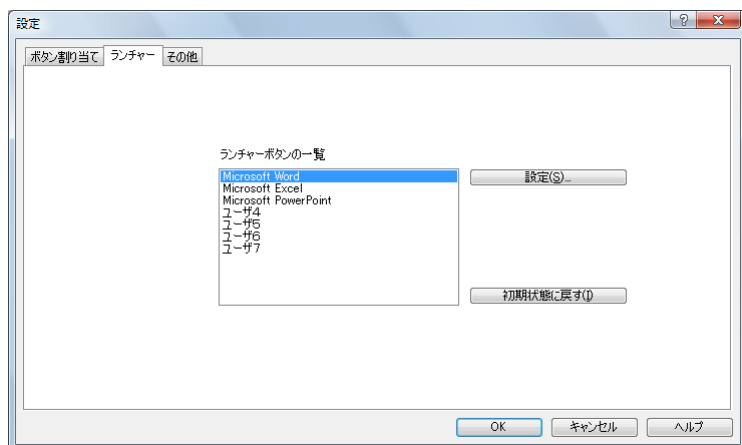 設定
ボタン割り当て ランチャー その他
ランチャーボタンの一覧
Microsoft Word
Microsoft Excel
Microsoft PowerPoint
ユーザ4
ユーザ5
ユーザ6
ユーザ7
設定(S)...
初期状態に戻す(I)
OK キャンセル ヘルプ